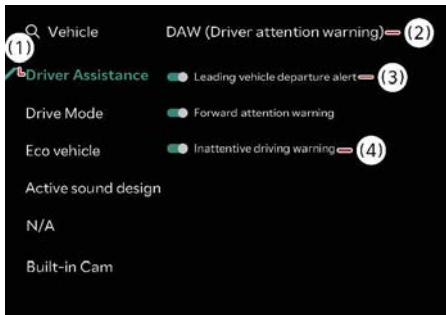 Vehicle
DAW (Driver attention warning)
(2)
(1)
Driver Assistance
Leading vehicle departure alert
(3)
Drive Mode
Forward attention warning
Eco vehicle
Inattentive driving warning
(4)
Active sound design
N/A
Built-in Cam